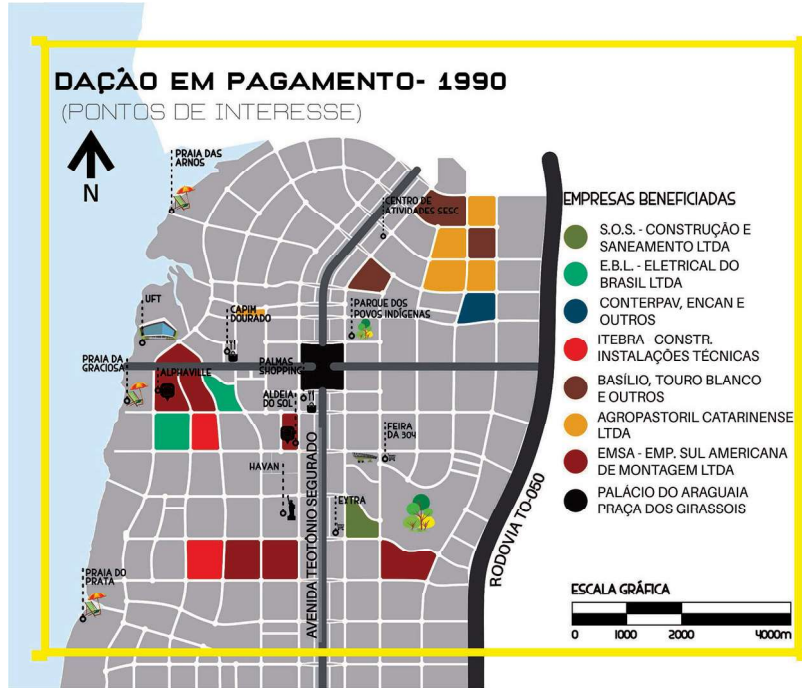 DAÇÃO EM PAGAMENTO- 1990
(PONTOS DE INTERESSE)
N
PRAIA DAS
ARNOS
CENTRO DE
ATIVIDADES SESC
UFT
CAPIM
DOURADO
PARQUE DOS
POVOS INDÍGENAS
PRAIA DA
GRACIOSA
ALPHAVILLE
PALMAS
SHOPPING
ALDEIA
DO SOL
FEIRA
DA 304
HAVAN
EXTRA
PRAIA DO
PRATA
AVENIDA TEOTÔNIO SEGURADO
RODOVIA TO-050
EMPRESAS BENEFICIADAS
S.O.S. - CONSTRUÇÃO E
SANEAMENTO LTDA
E.B.L. - ELETRICAL DO
BRASIL LTDA
CONTERPAV, ENCAN E
OUTROS
ITEBRA CONSTR.
INSTALAÇÕES TÉCNICAS
BASÍLIO, TOURO BLANCO
E OUTROS
AGROPASTORIL CATARINENSE
LTDA
EMSA - EMP. SUL AMERICANA
DE MONTAGEM LTDA
PALÁCIO DO ARAGUAIA
PRAÇA DOS GIRASSOIS
ESCALA GRÁFICA
0 1000 2000 4000m